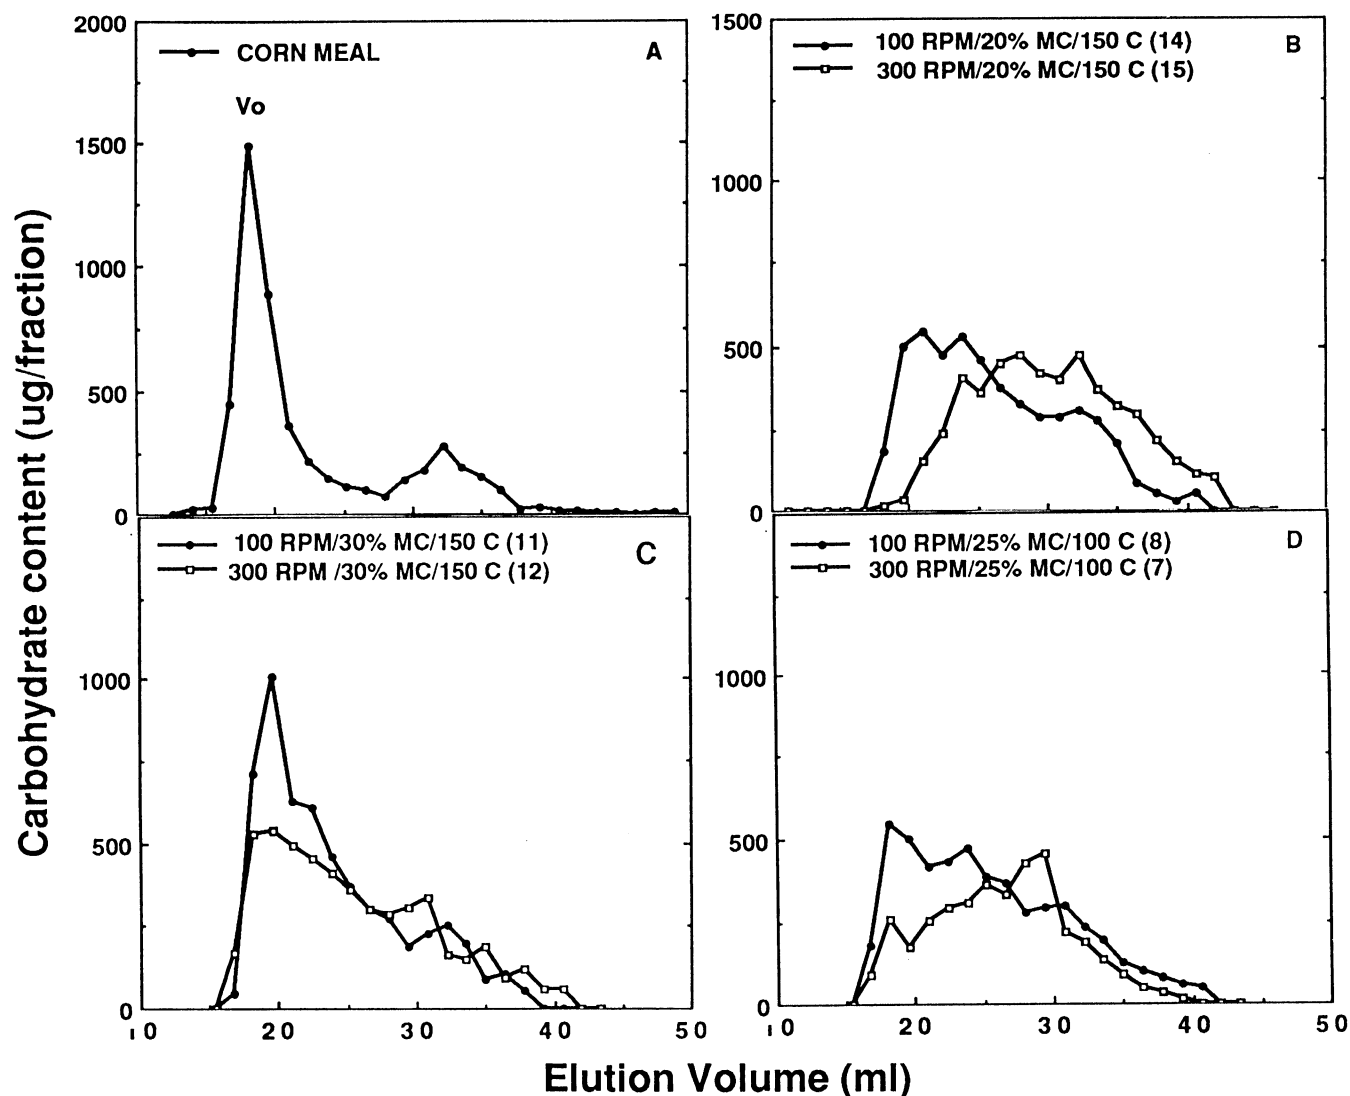 Carbohydrate content (ug/fraction)
2000
1500
1000
500
0
CORN MEAL
A
Vo
1500
1000
500
0
100 RPM/20% MC/150 C (14)
300 RPM/20% MC/150 C (15)
B
1000
500
0
100 RPM/30% MC/150 C (11)
300 RPM /30% MC/150 C (12)
C
10 20 30 40 50
1000
500
0
100 RPM/25% MC/100 C (8)
300 RPM/25% MC/100 C (7)
D
10 20 30 40 50
Elution Volume (ml)